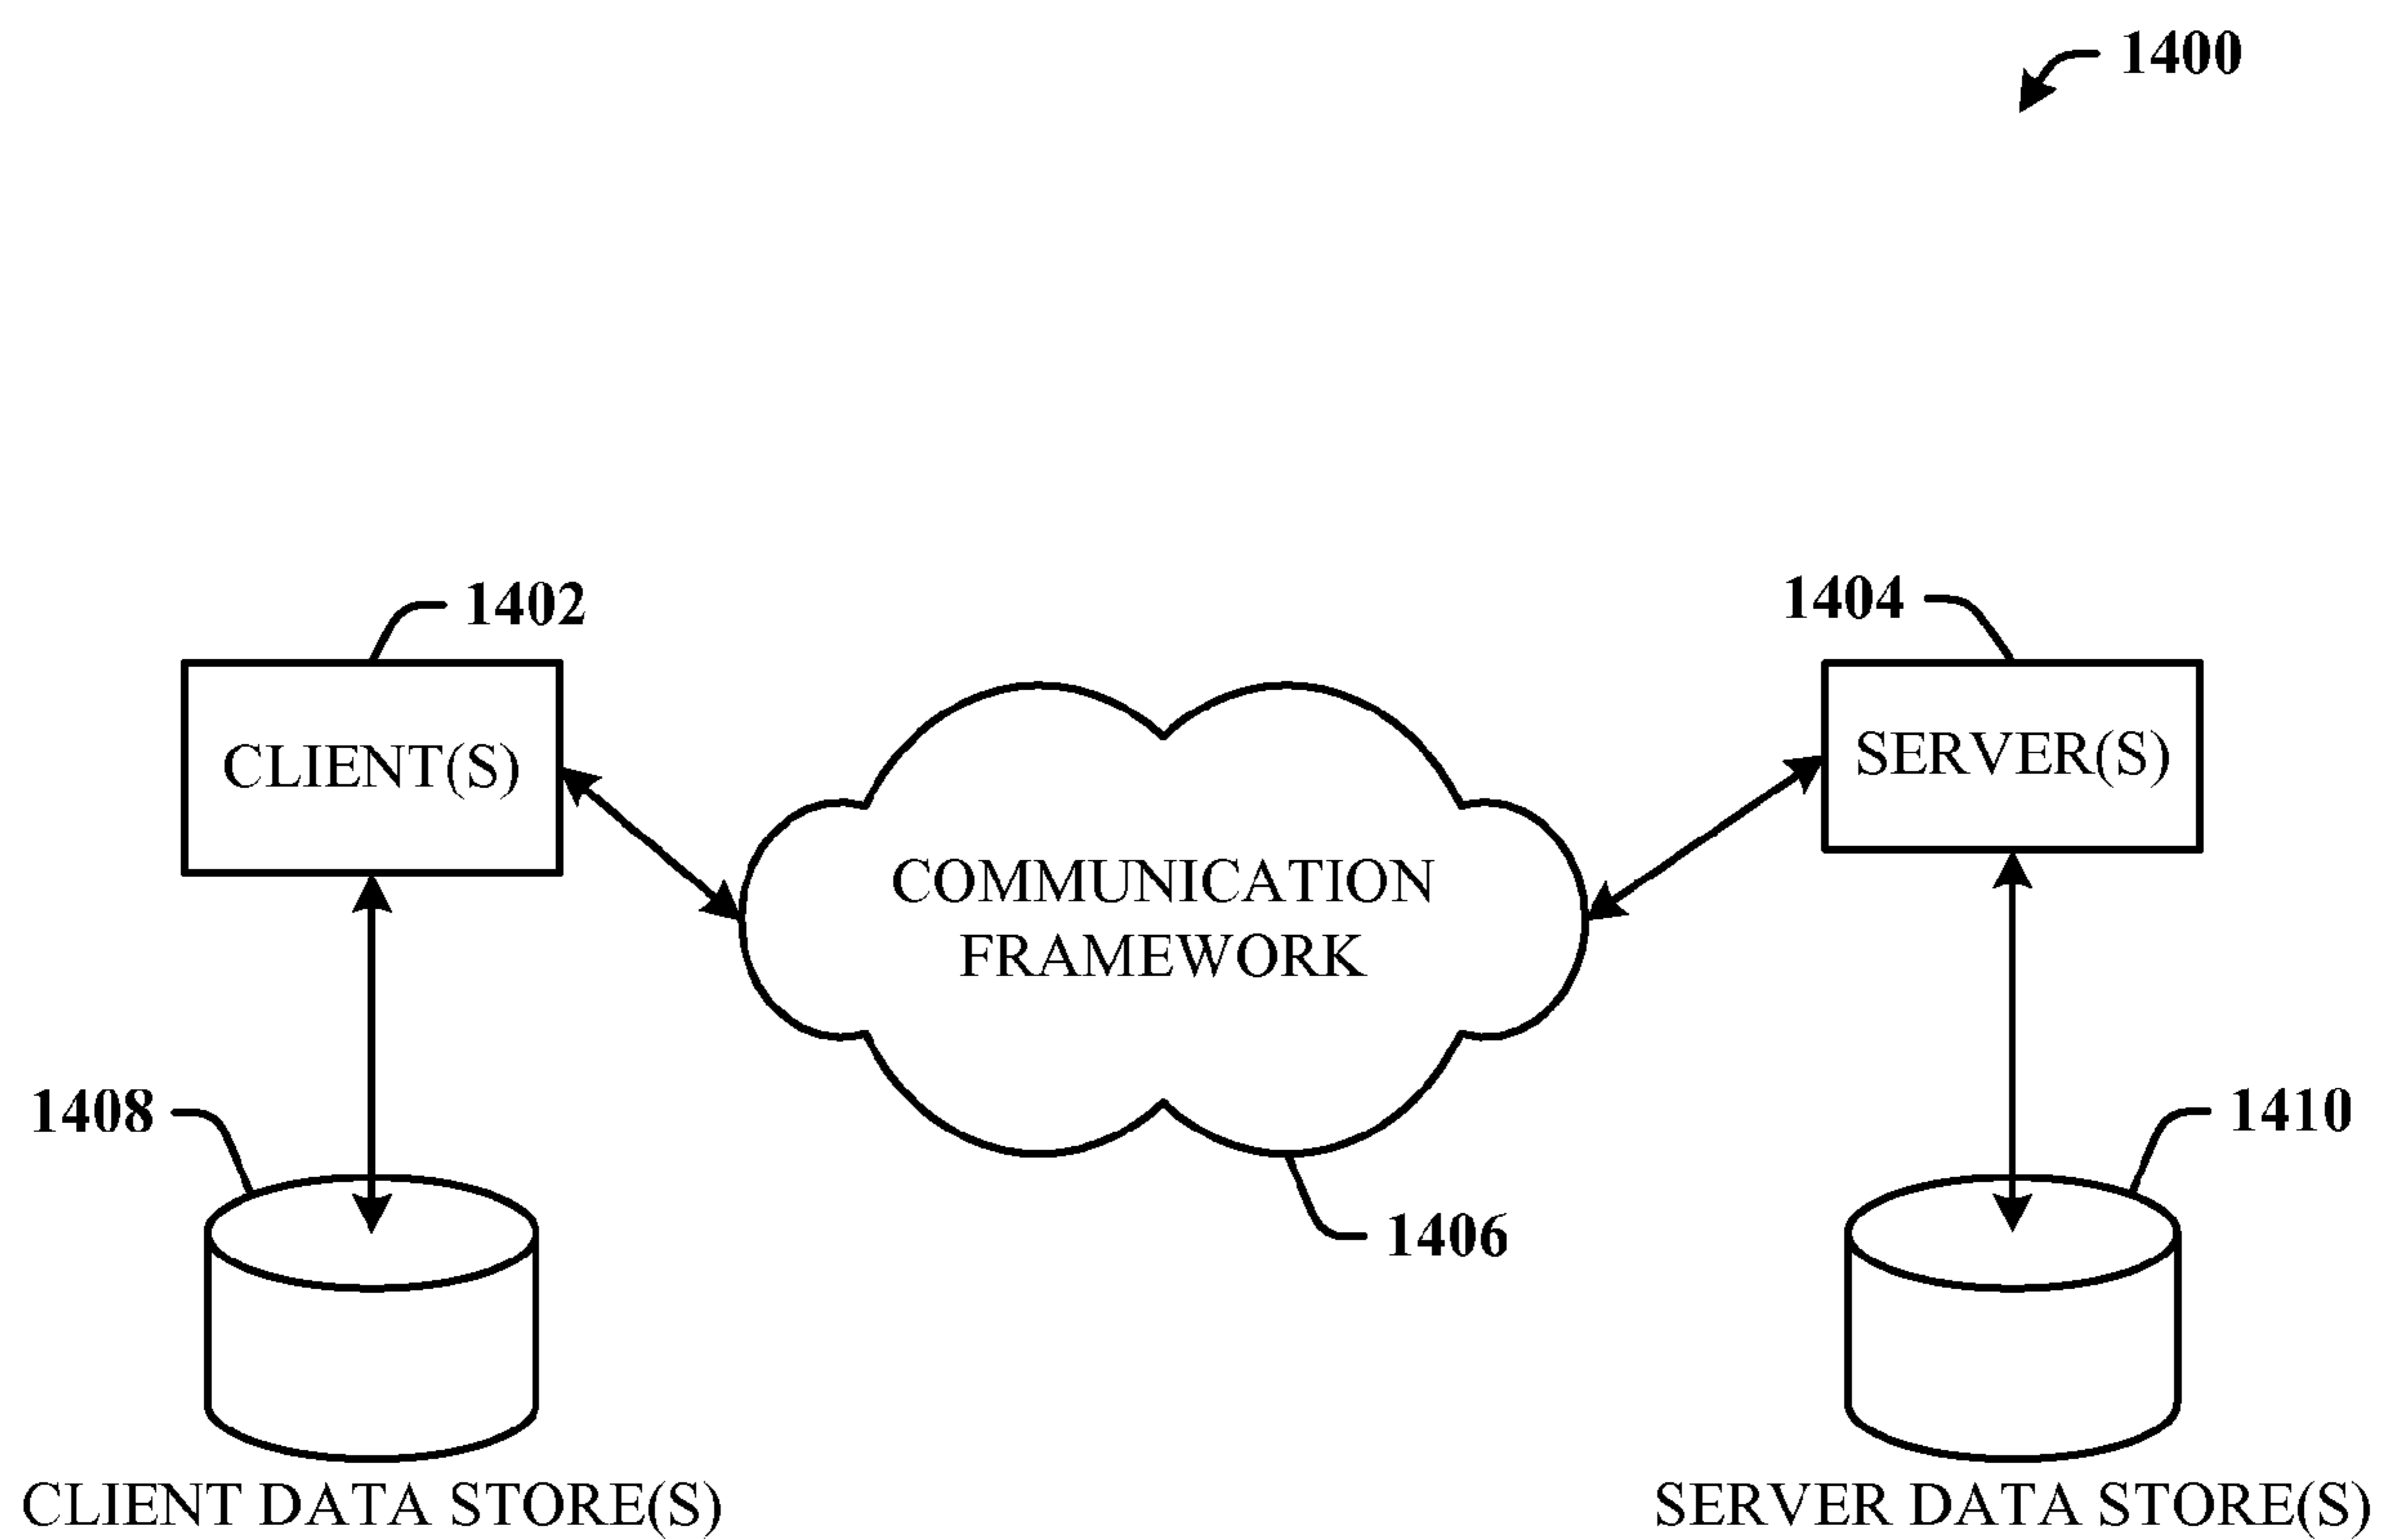 1400
1402
1404
CLIENT(S)
SERVER(S)
COMMUNICATION
FRAMEWORK
1408
1410
1406
CLIENT DATA STORE(S)
SERVER DATA STORE(S)